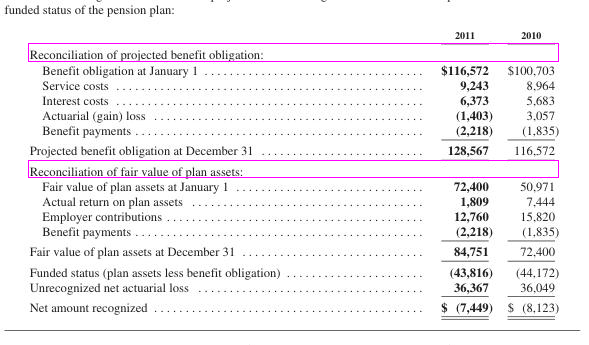 funded status of the pension plan:
2011 2010
Reconciliation of projected benefit obligation:
Benefit obligation at January 1 . . . . . . . . . . . . . . . . . . . . . . . . . . . . . . . . . $116,572 $100,703
Service costs . . . . . . . . . . . . . . . . . . . . . . . . . . . . . . . . . . . . . . . . . . . . . 9,243 8,964
Interest costs . . . . . . . . . . . . . . . . . . . . . . . . . . . . . . . . . . . . . . . . . . . . . 6,373 5,683
Actuarial (gain) loss . . . . . . . . . . . . . . . . . . . . . . . . . . . . . . . . . . . . . . . . (1,403) 3,057
Benefit payments . . . . . . . . . . . . . . . . . . . . . . . . . . . . . . . . . . . . . . . . . . (2,218) (1,835)
Projected benefit obligation at December 31 . . . . . . . . . . . . . . . . . . . . . . . . 128,567 116,572
Reconciliation of fair value of plan assets:
Fair value of plan assets at January 1 . . . . . . . . . . . . . . . . . . . . . . . . . . . 72,400 50,971
Actual return on plan assets . . . . . . . . . . . . . . . . . . . . . . . . . . . . . . . . . . 1,809 7,444
Employer contributions . . . . . . . . . . . . . . . . . . . . . . . . . . . . . . . . . . . . . 12,760 15,820
Benefit payments . . . . . . . . . . . . . . . . . . . . . . . . . . . . . . . . . . . . . . . . . . (2,218) (1,835)
Fair value of plan assets at December 31 . . . . . . . . . . . . . . . . . . . . . . . . . . . 84,751 72,400
Funded status (plan assets less benefit obligation) . . . . . . . . . . . . . . . . . . . . (43,816) (44,172)
Unrecognized net actuarial loss . . . . . . . . . . . . . . . . . . . . . . . . . . . . . . . . . . 36,367 36,049
Net amount recognized . . . . . . . . . . . . . . . . . . . . . . . . . . . . . . . . . . . . . . . $ (7,449) $ (8,123)